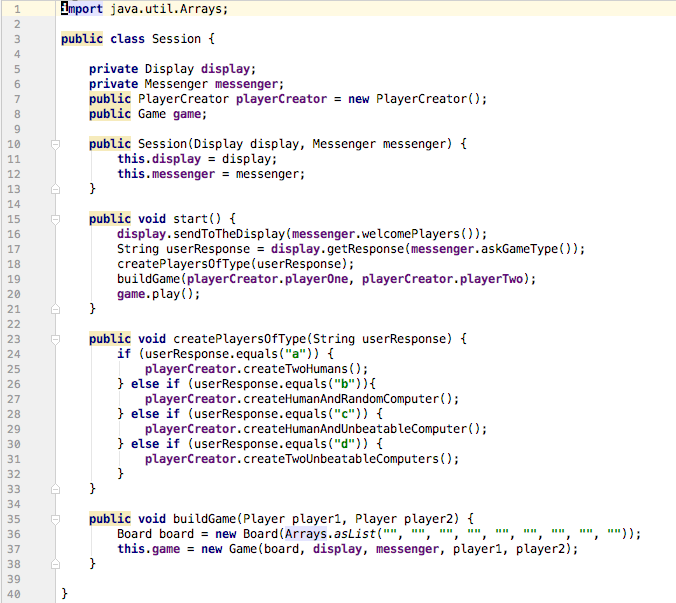 1 import java.util.Arrays;
2
3 public class Session {
4
5     private Display display;
6     private Messenger messenger;
7     public PlayerCreator playerCreator = new PlayerCreator();
8     public Game game;
9
10     public Session(Display display, Messenger messenger) {
11         this.display = display;
12         this.messenger = messenger;
13     }
14
15     public void start() {
16         display.sendToTheDisplay(messenger.welcomePlayers());
17         String userResponse = display.getResponse(messenger.askGameType());
18         createPlayersOfType(userResponse);
19         buildGame(playerCreator.playerOne, playerCreator.playerTwo);
20         game.play();
21     }
22
23     public void createPlayersOfType(String userResponse) {
24         if (userResponse.equals("a")) {
25             playerCreator.createTwoHumans();
26         } else if (userResponse.equals("b")){
27             playerCreator.createHumanAndRandomComputer();
28         } else if (userResponse.equals("c")) {
29             playerCreator.createHumanAndUnbeatableComputer();
30         } else if (userResponse.equals("d")) {
31             playerCreator.createTwoUnbeatableComputers();
32         }
33     }
34
35     public void buildGame(Player player1, Player player2) {
36         Board board = new Board(Arrays.asList("", "", "", "", "", "", "", "", ""));
37         this.game = new Game(board, display, messenger, player1, player2);
38     }
39
40 }